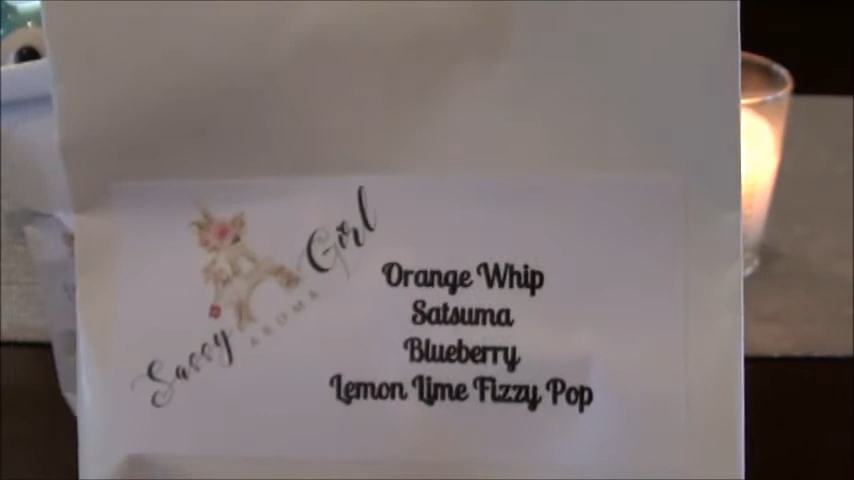 Sassy Girl
AROMA
Orange Whip
Satsuma
Blueberry
Lemon Lime Fizzy Pop